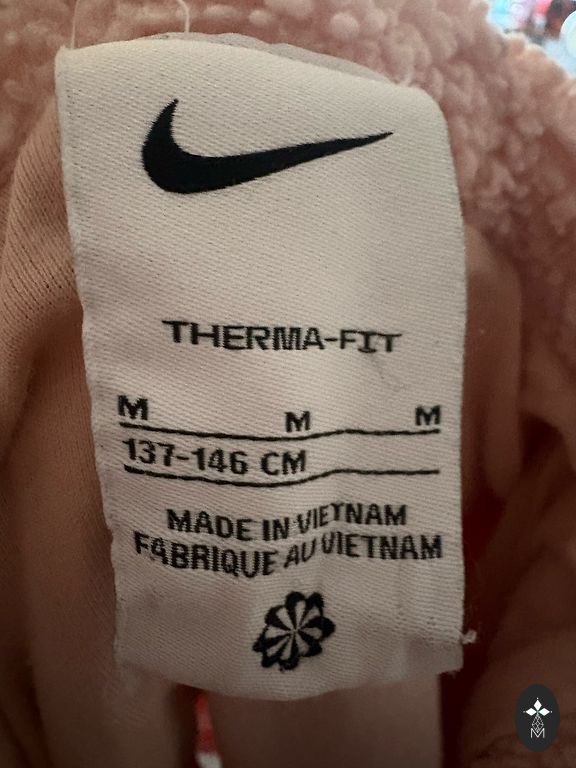 THERMA-FIT
M M M
137-146 CM
MADE IN VIETNAM
FABRIQUE AU VIETNAM
M